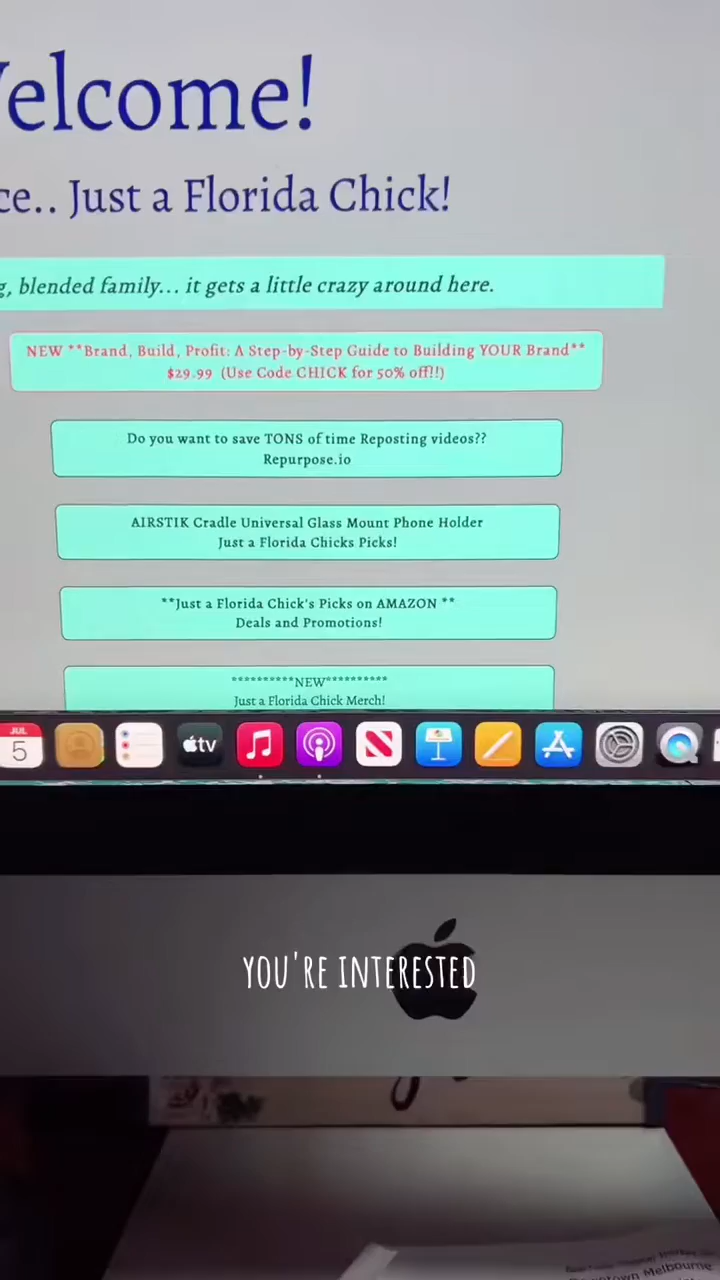 elcome!
ce.. Just a Florida Chick!
g, blended family... it gets a little crazy around here.
NEW **Brand, Build, Profit: A Step-by-Step Guide to Building YOUR Brand**
$29.99 (Use Code CHICK for 50% off!!)
Do you want to save TONS of time Reposting videos??
Repurpose.io
AIRSTIK Cradle Universal Glass Mount Phone Holder
Just a Florida Chicks Picks!
**Just a Florida Chick's Picks on AMAZON **
Deals and Promotions!
**********NEW**********
Just a Florida Chick Merch!
JUL
5
tv
YOU'RE INTERESTED
Melbourne